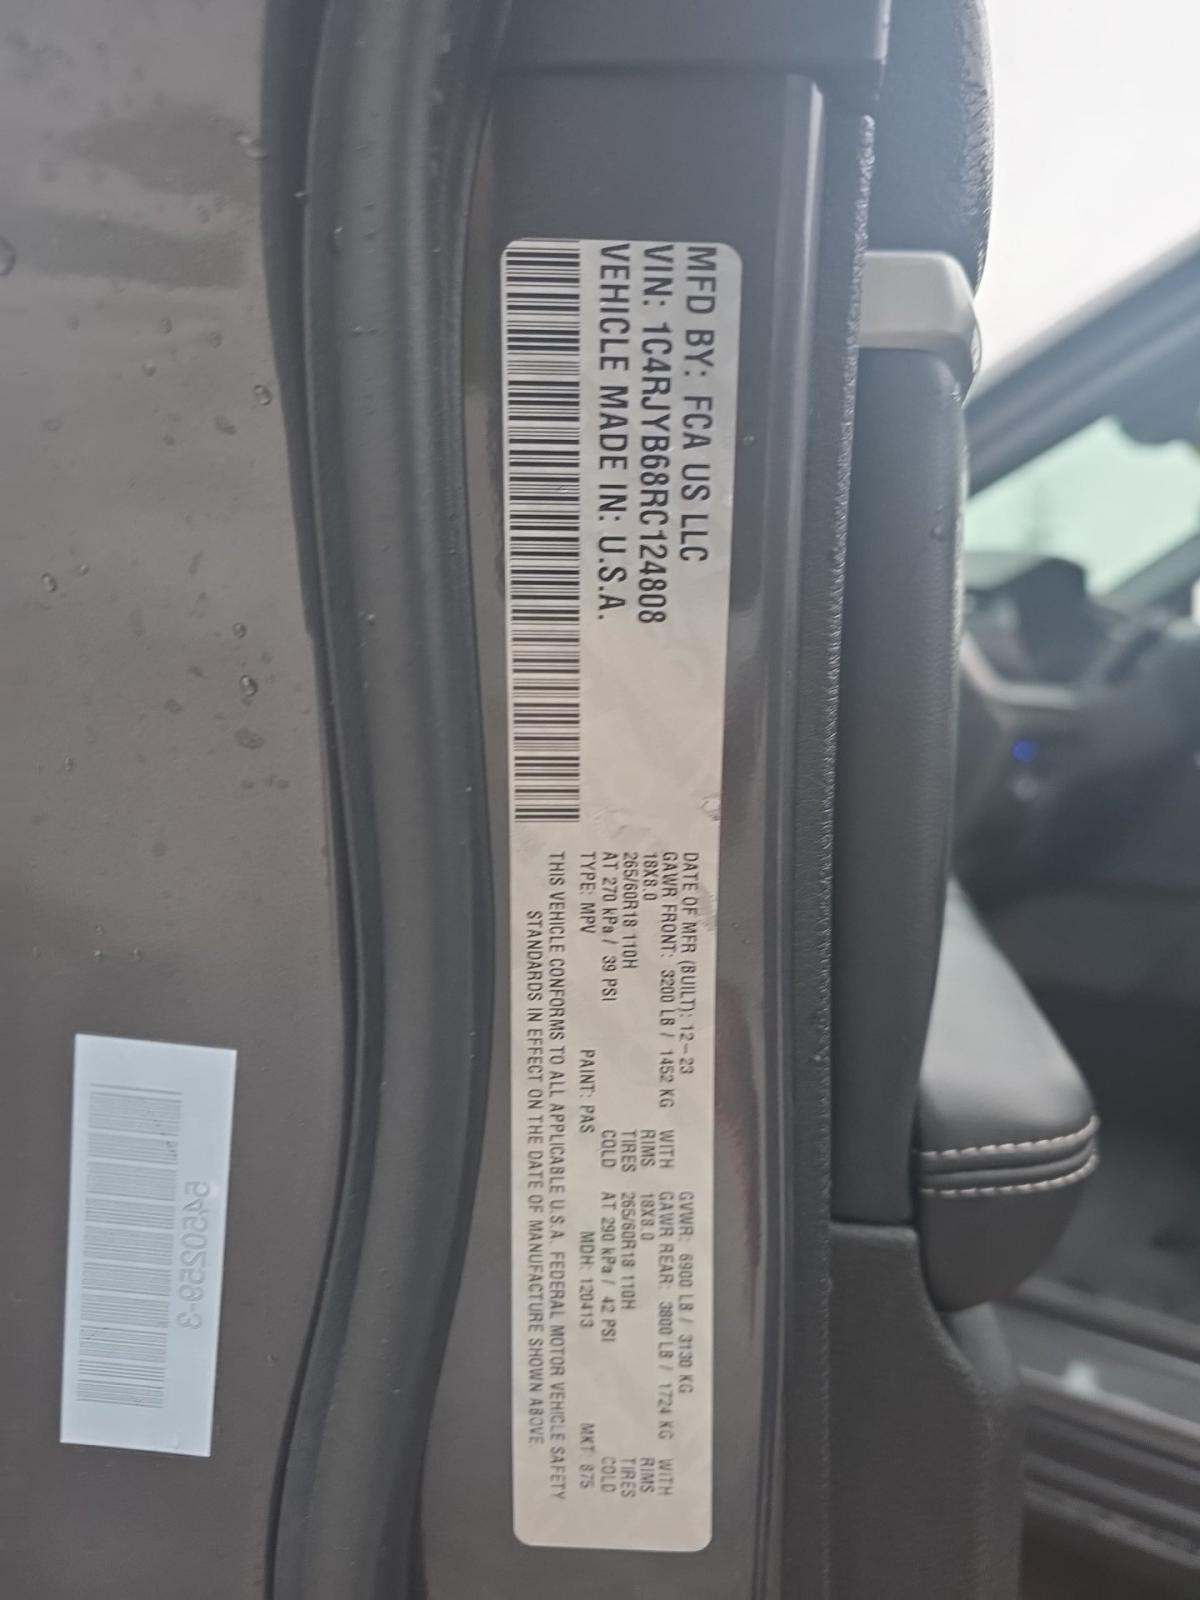 MFD BY: FCA US LLC
VIN: 1C4RJYB68RC124808
VEHICLE MADE IN: U.S.A.
DATE OF MFR (BUILT): 12-23 GVWR: 6900 LB / 3130 KG
GAWR FRONT: 3200 LB / 1452 KG WITH GAWR REAR: 3800 LB / 1724 KG WITH
18X8.0 RIMS 18X8.0 RIMS
265/60R18 110H TIRES 265/60R18 110H TIRES
AT 270 kPa / 39 PSI COLD AT 290 kPa / 42 PSI COLD
TYPE: MPV PAINT: PAS MDH: 120413 MKT: 875
THIS VEHICLE CONFORMS TO ALL APPLICABLE U.S.A. FEDERAL MOTOR VEHICLE SAFETY
STANDARDS IN EFFECT ON THE DATE OF MANUFACTURE SHOWN ABOVE